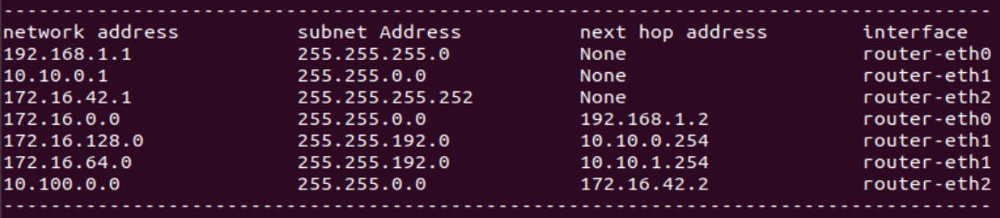 network address subnet Address next hop address interface
192.168.1.1 255.255.255.0 None router-eth0
10.10.0.1 255.255.0.0 None router-eth1
172.16.42.1 255.255.255.252 None router-eth2
172.16.0.0 255.255.0.0 192.168.1.2 router-eth0
172.16.128.0 255.255.192.0 10.10.0.254 router-eth1
172.16.64.0 255.255.192.0 10.10.1.254 router-eth1
10.100.0.0 255.255.0.0 172.16.42.2 router-eth2